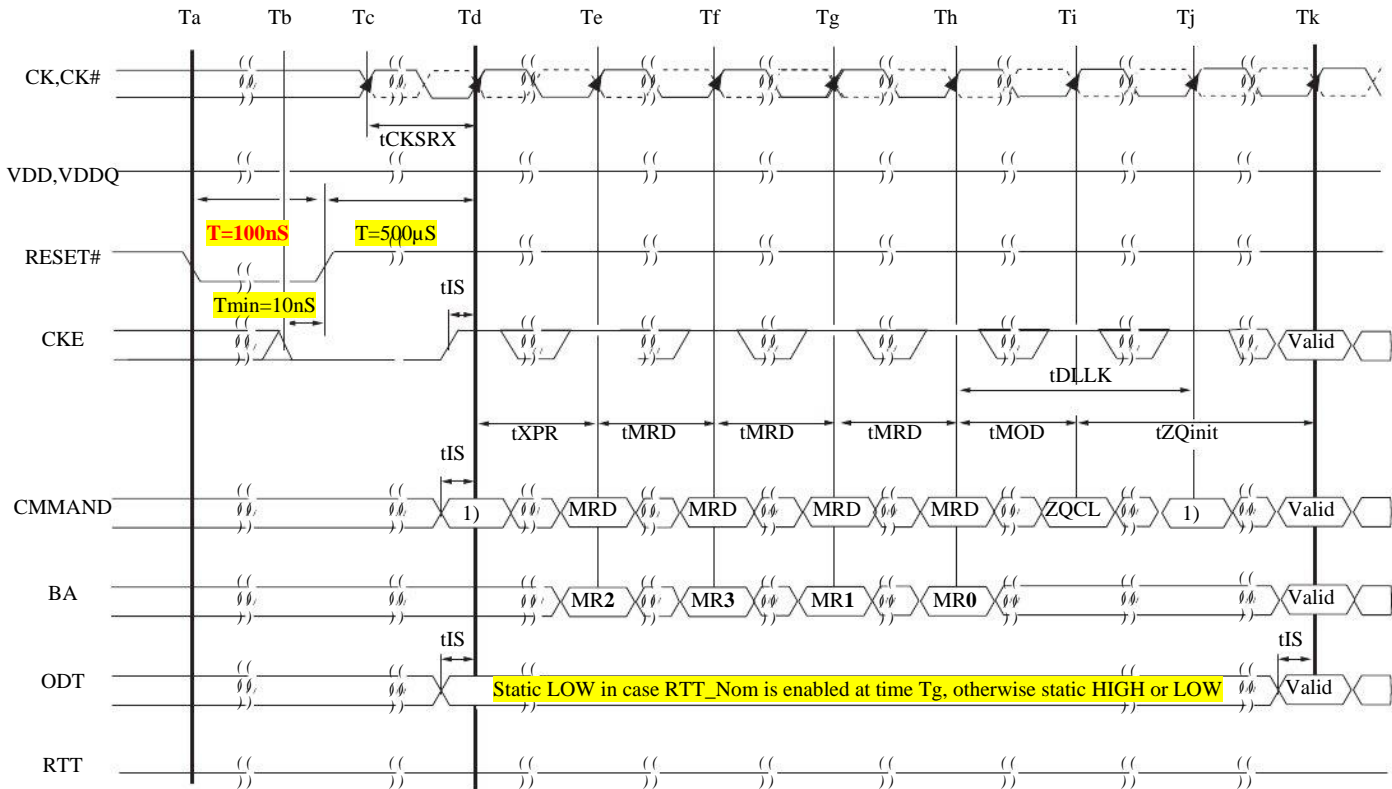 Ta Tb Tc Td Te Tf Tg Th Ti Tj Tk
CK,CK#
tCKSRX
VDD,VDDQ
T=100nS T=500µS
RESET#
Tmin=10nS tIS
CKE Valid
tDLLK
tXPR tMRD tMRD tMRD tMOD tZQinit
tIS
CMMAND 1) MRD MRD MRD MRD ZQCL 1) Valid
BA MR2 MR3 MR1 MR0 Valid
tIS tIS
ODT Static LOW in case RTT_Nom is enabled at time Tg, otherwise static HIGH or LOW Valid
RTT